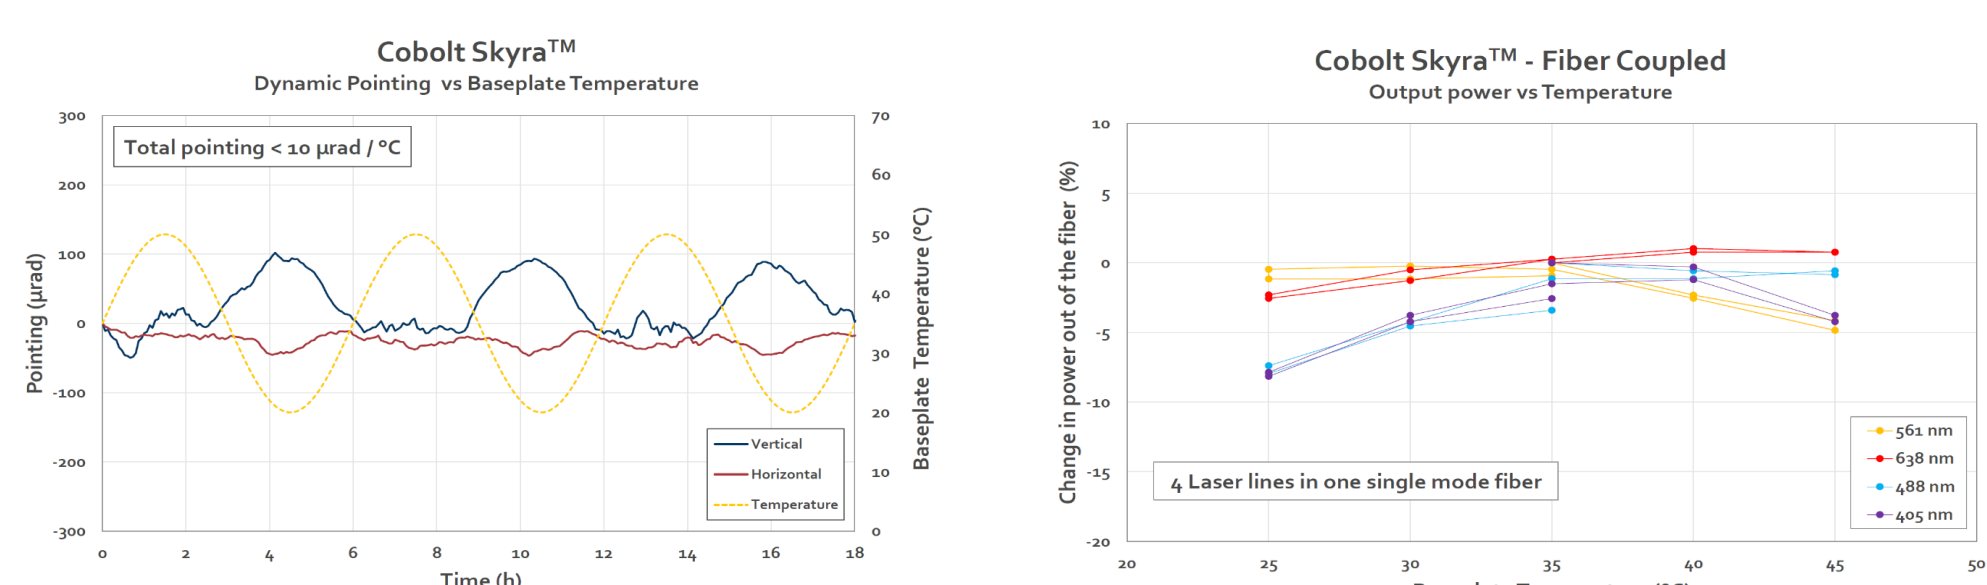 Cobolt Skyra™
Dynamic Pointing vs Baseplate Temperature
Total pointing < 10 µrad / °C
Pointing (µrad)
300
200
100
0
-100
-200
-300
0 2 4 6 8 10 12 14 16 18
Time (h)
70
60
50
40
30
20
10
0
Baseplate Temperature (°C)
Vertical
Horizontal
Temperature
Cobolt Skyra™ - Fiber Coupled
Output power vs Temperature
Change in power out of the fiber (%)
10
5
0
-5
-10
-15
-20
20 25 30 35 40 45 50
4 Laser lines in one single mode fiber
561 nm
638 nm
488 nm
405 nm